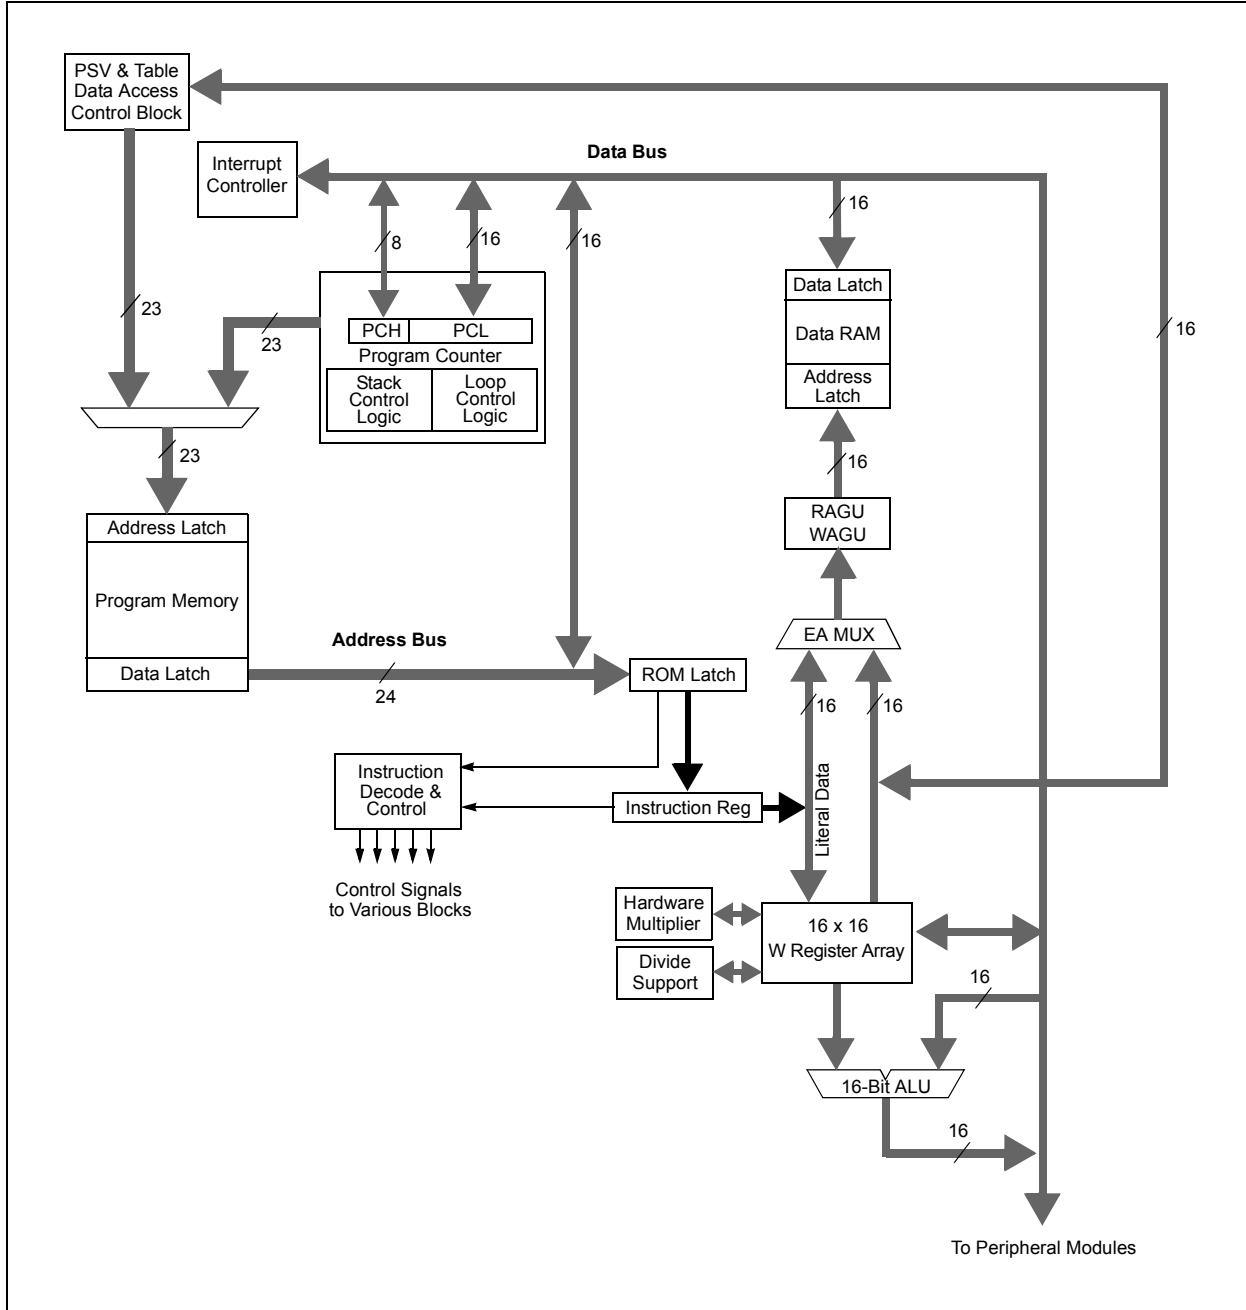 PSV & Table
Data Access
Control Block
Data Bus
Interrupt
Controller
16
8
16
16
16
23
23
Data Latch
Data RAM
Address
Latch
PCH
PCL
Program Counter
Stack
Control
Logic
Loop
Control
Logic
23
16
RAGU
WAGU
Address Latch
Program Memory
Data Latch
Address Bus
24
EA MUX
ROM Latch
16
16
Instruction
Decode &
Control
Instruction Reg
Literal Data
Control Signals
to Various Blocks
Hardware
Multiplier
16 x 16
W Register Array
Divide
Support
16
16-Bit ALU
16
To Peripheral Modules